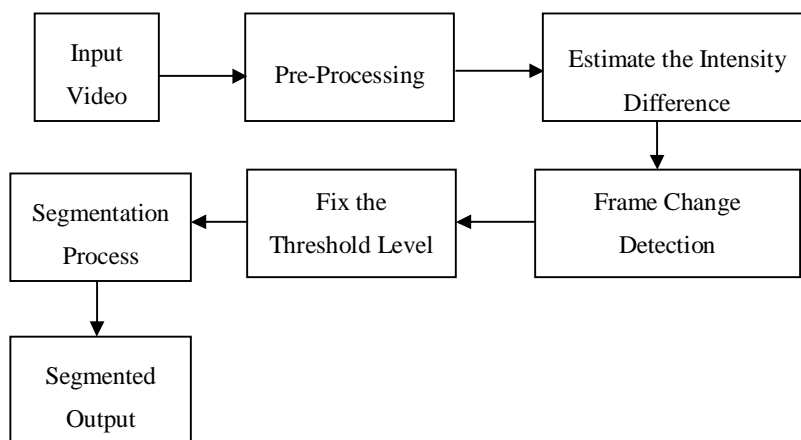 Input
Video
Pre-Processing
Estimate the Intensity
Difference
Frame Change
Detection
Fix the
Threshold Level
Segmentation
Process
Segmented
Output